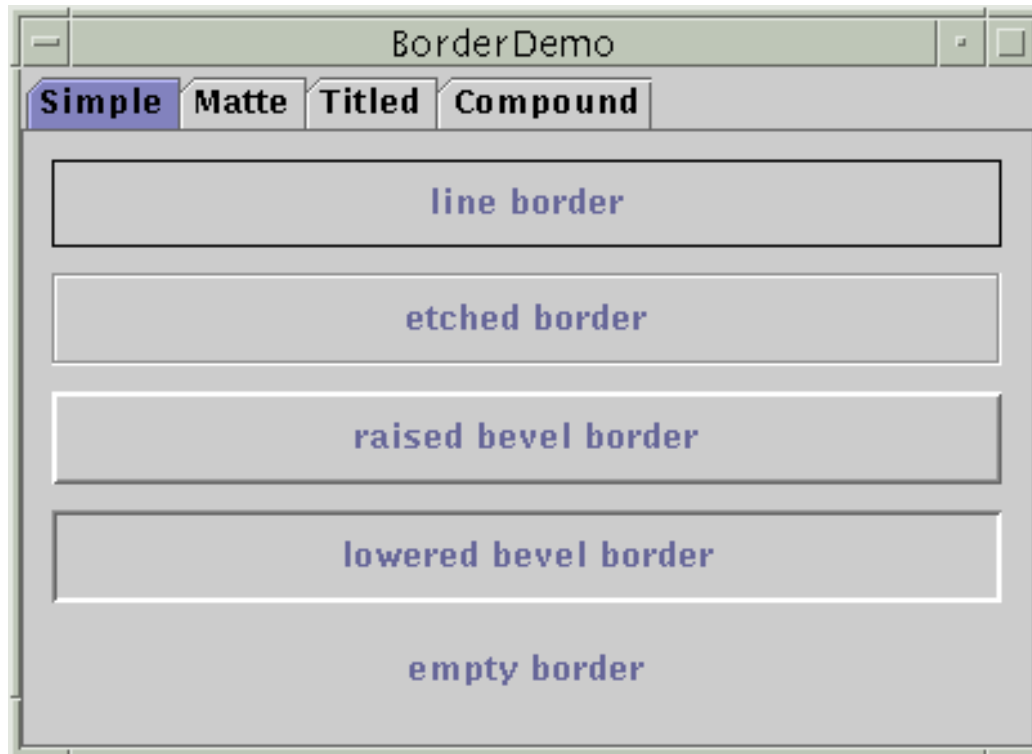 BorderDemo
Simple Matte Titled Compound
line border
etched border
raised bevel border
lowered bevel border
empty border